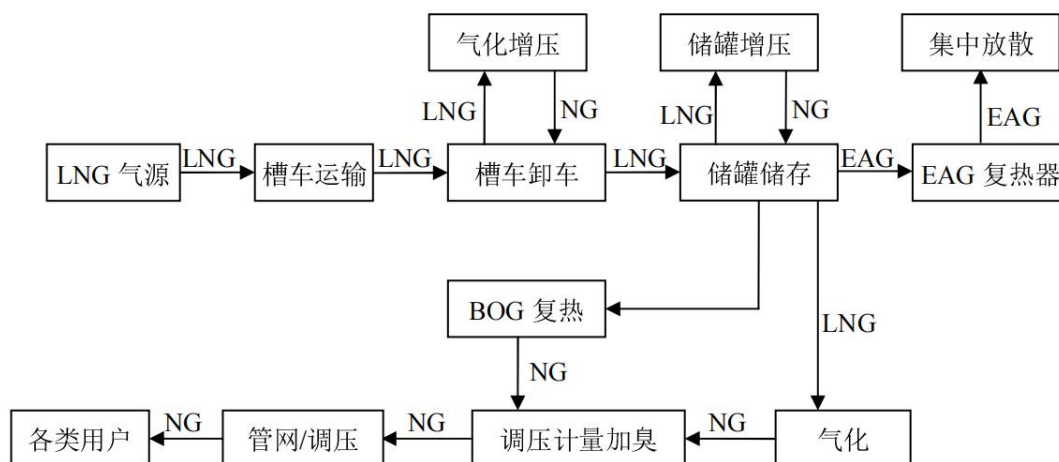 气化增压
储罐增压
集中放散
LNG
NG
LNG
NG
EAG
LNG 气源
LNG
槽车运输
LNG
槽车卸车
LNG
储罐储存
EAG
EAG 复热器
BOG 复热
LNG
NG
各类用户
NG
管网/调压
NG
调压计量加臭
NG
气化